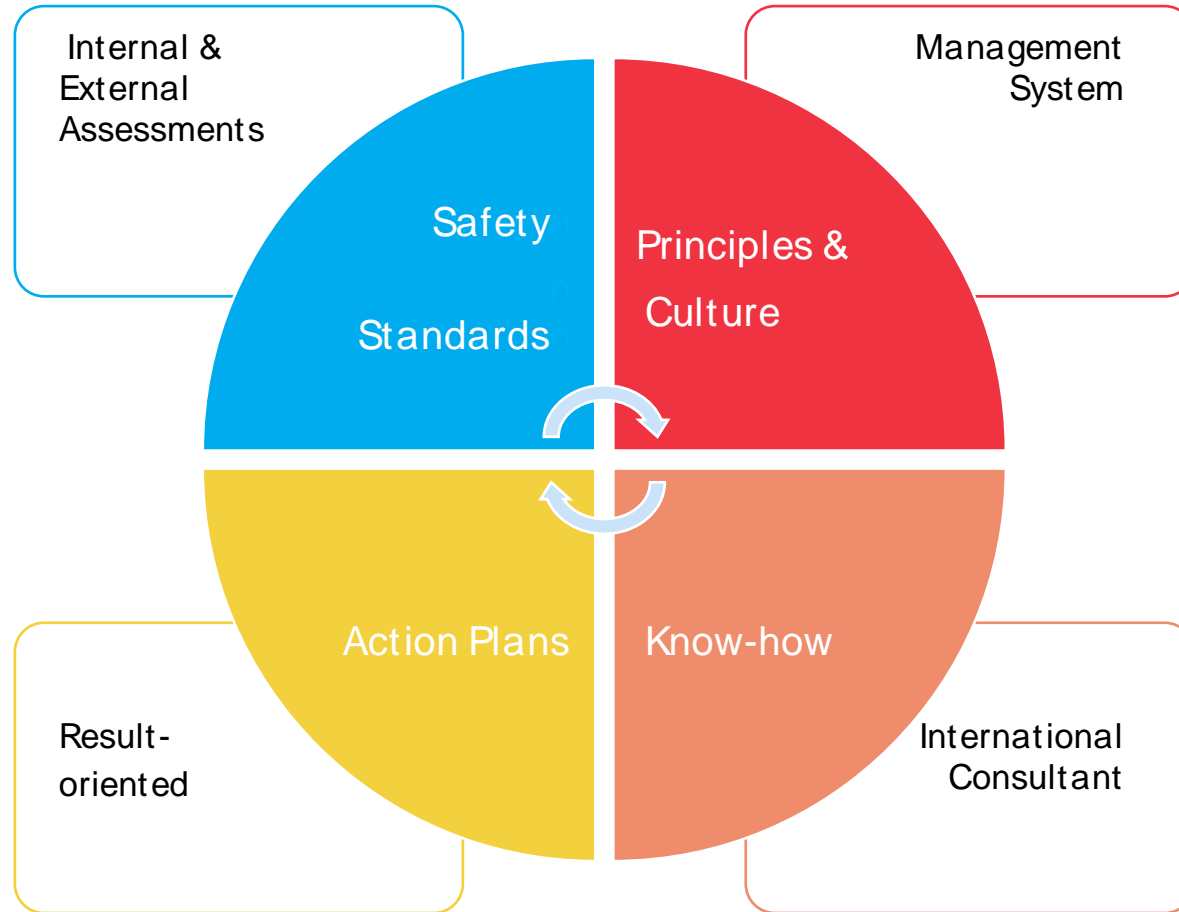 Internal &
External
Assessments
Management
System
Safety
Standards
Principles &
Culture
Action Plans
Know-how
Result-
oriented
International
Consultant